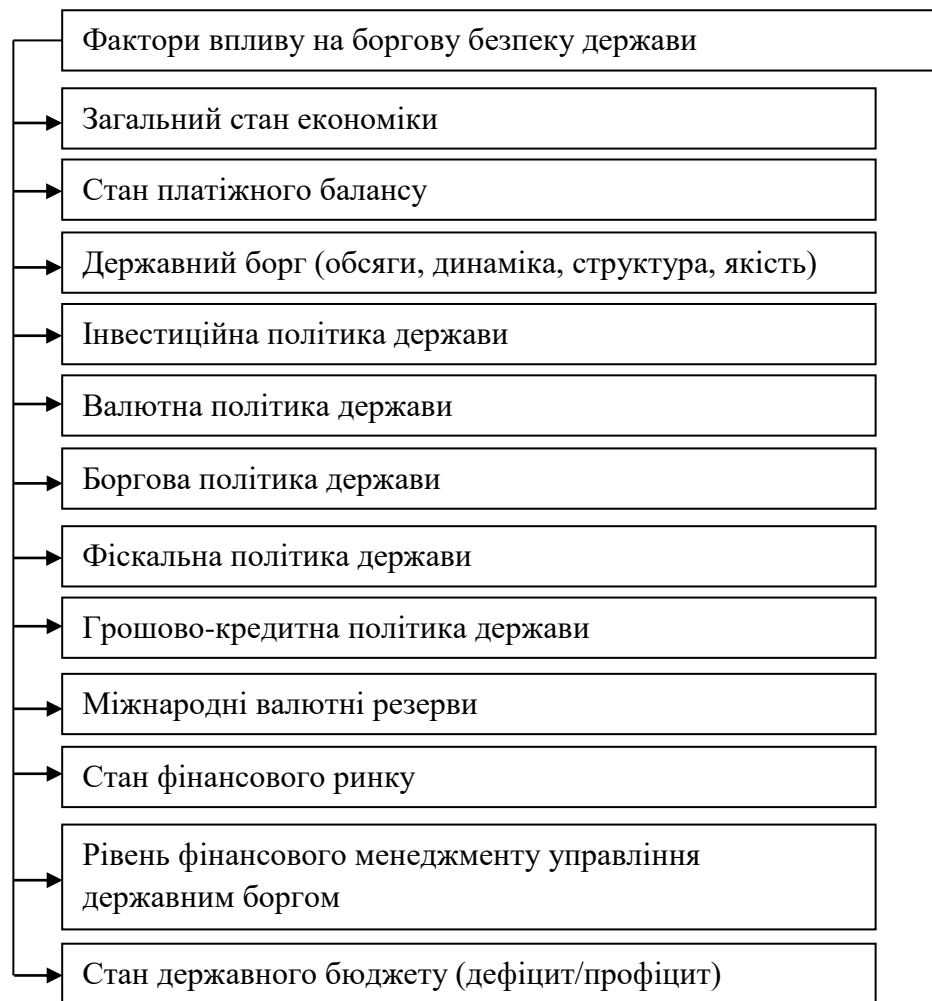 Фактори впливу на боргову безпеку держави
Загальний стан економіки
Стан платіжного балансу
Державний борг (обсяги, динаміка, структура, якість)
Інвестиційна політика держави
Валютна політика держави
Боргова політика держави
Фіскальна політика держави
Грошово-кредитна політика держави
Міжнародні валютні резерви
Стан фінансового ринку
Рівень фінансового менеджменту управління
державним боргом
Стан державного бюджету (дефіцит/профіцит)